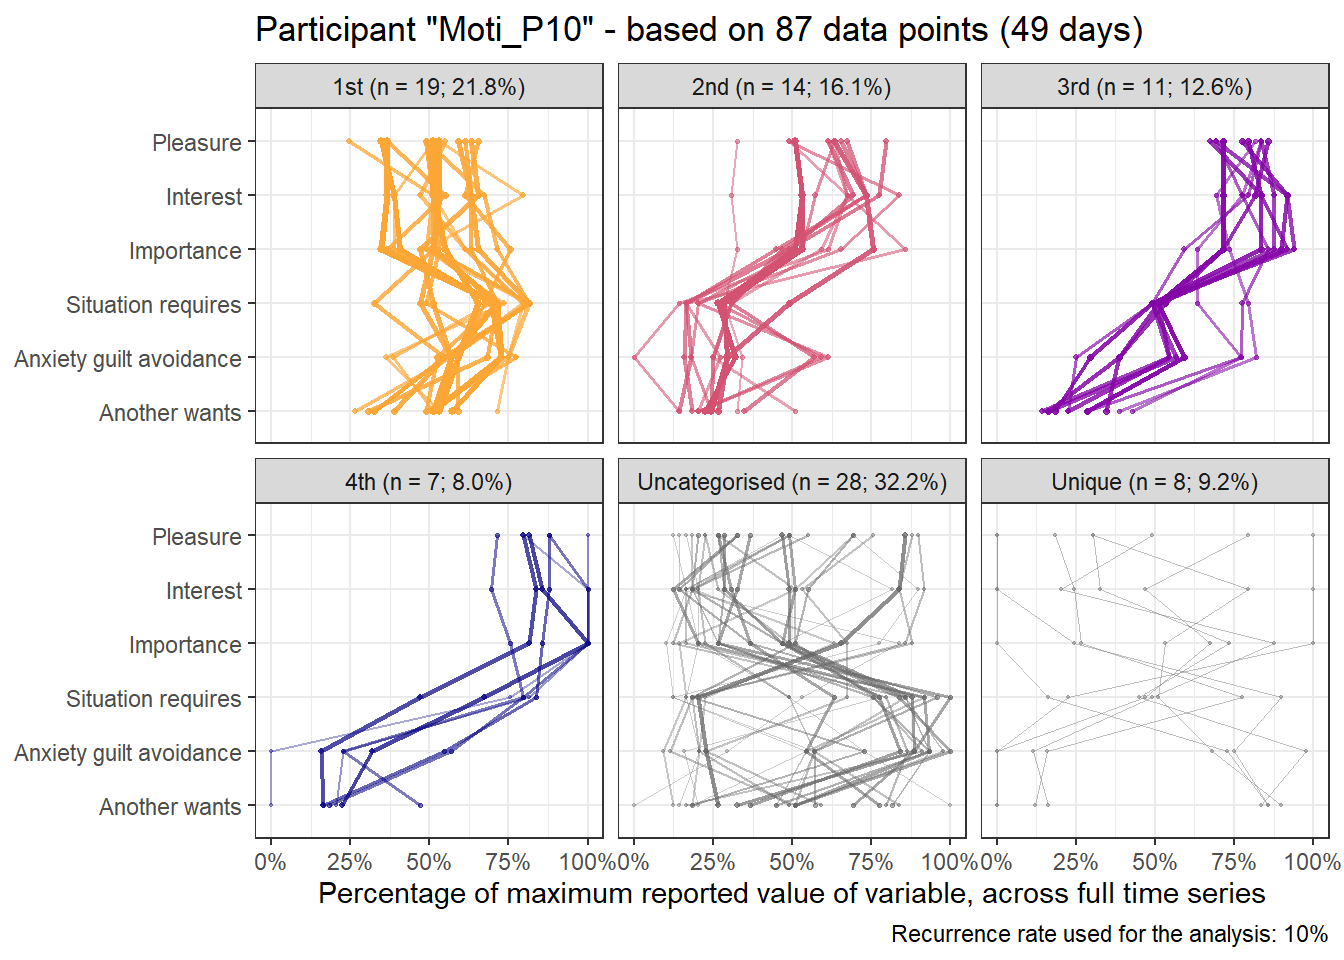 Participant "Moti_P10" - based on 87 data points (49 days)
1st (n = 19; 21.8%)
2nd (n = 14; 16.1%)
3rd (n = 11; 12.6%)
Pleasure
Interest
Importance
Situation requires
Anxiety guilt avoidance
Another wants
4th (n = 7; 8.0%)
Uncategorised (n = 28; 32.2%)
Unique (n = 8; 9.2%)
Pleasure
Interest
Importance
Situation requires
Anxiety guilt avoidance
Another wants
0% 25% 50% 75% 100% 0% 25% 50% 75% 100% 0% 25% 50% 75% 100%
Percentage of maximum reported value of variable, across full time series
Recurrence rate used for the analysis: 10%